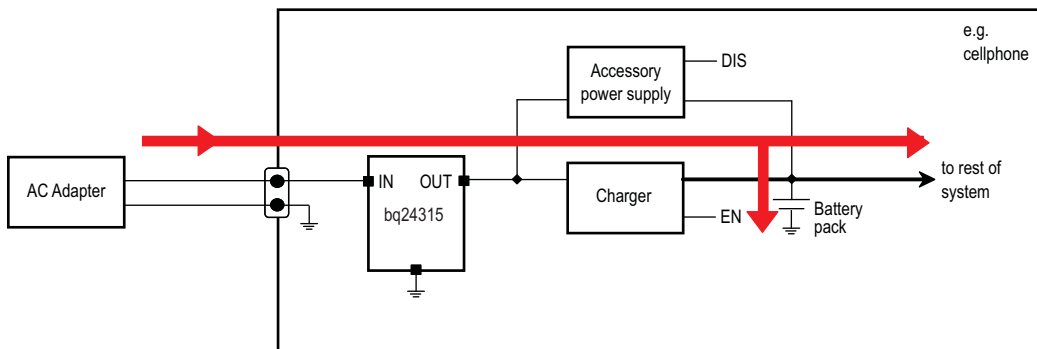 e.g.
cellphone
Accessory
power supply
DIS
AC Adapter
IN
OUT
bq24315
Charger
EN
to rest of
system
Battery
pack